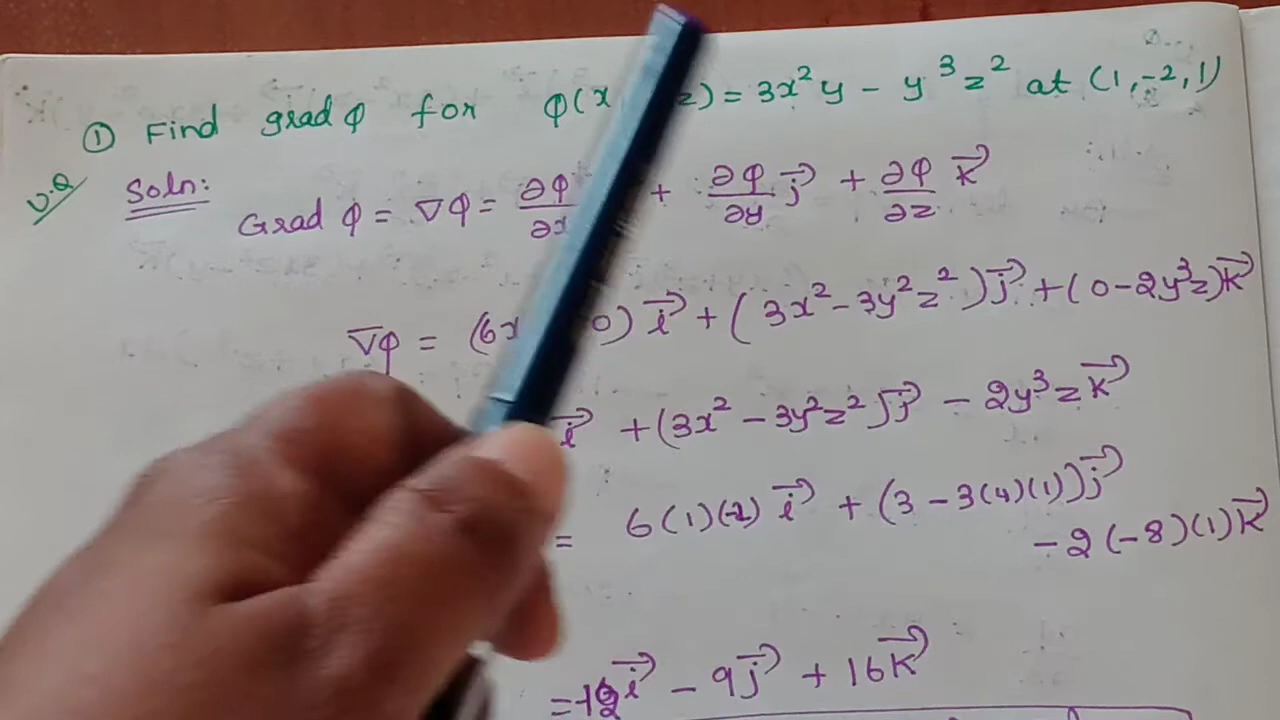 ① Find grad φ for φ(x z) = 3x²y - y³z² at (1,-2,1)
V.Q Soln:
Grad φ = ∇φ = ∂φ/∂x + ∂φ/∂y j⃗ + ∂φ/∂z k⃗
∇φ = (6x 0) i⃗ + (3x² - 3y²z²) j⃗ + (0 - 2y³z) k⃗
i⃗ + (3x² - 3y²z²) j⃗ - 2y³z k⃗
= 6(1)(-2) i⃗ + (3 - 3(4)(1)) j⃗
-2(-8)(1) k⃗
= -12 i⃗ - 9 j⃗ + 16 k⃗